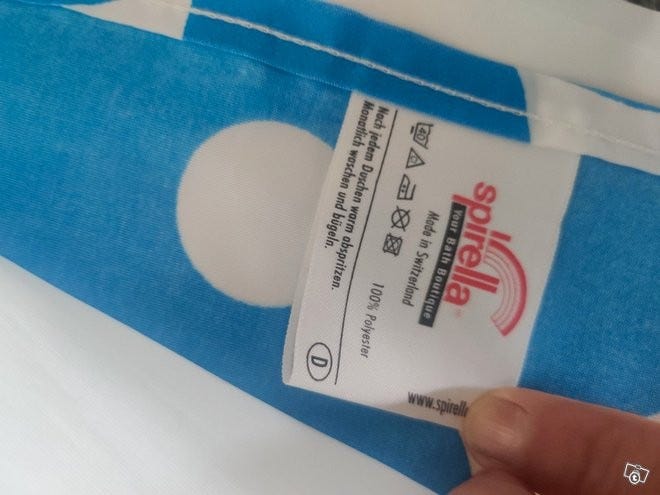 spirella
Your Bath Boutique
Made in Switzerland
40
100% Polyester
www.spirella
Nach jedem Duschen warm abspritzen.
Monatlich waschen und bügeln.
D